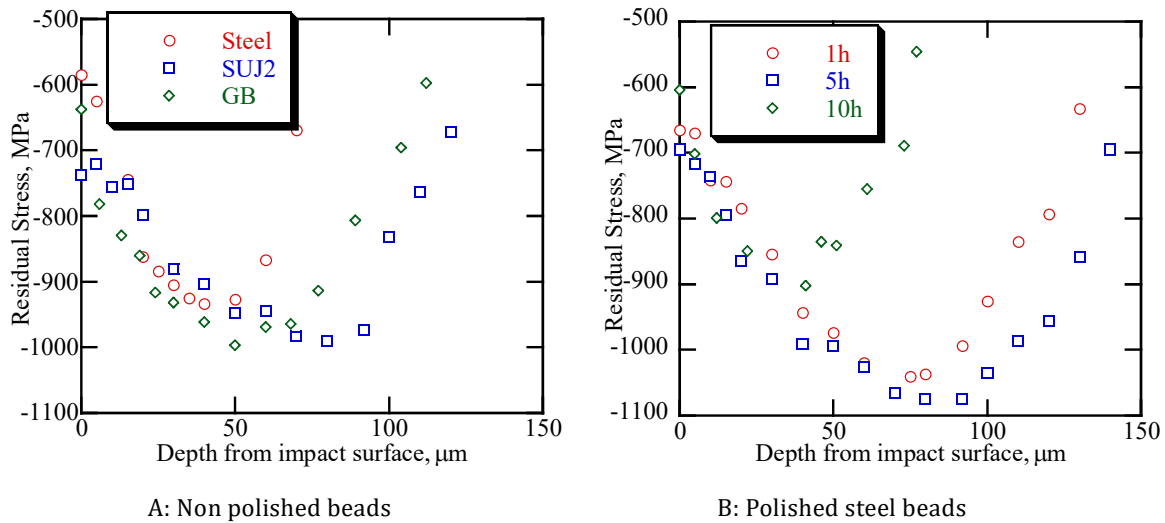 -500
-600
-700
-800
-900
-1000
-1100
Residual Stress, MPa
Steel
SUJ2
GB
0 50 100 150
Depth from impact surface, μm
A: Non polished beads
-500
-600
-700
-800
-900
-1000
-1100
Residual Stress, MPa
1h
5h
10h
0 50 100 150
Depth from impact surface, μm
B: Polished steel beads